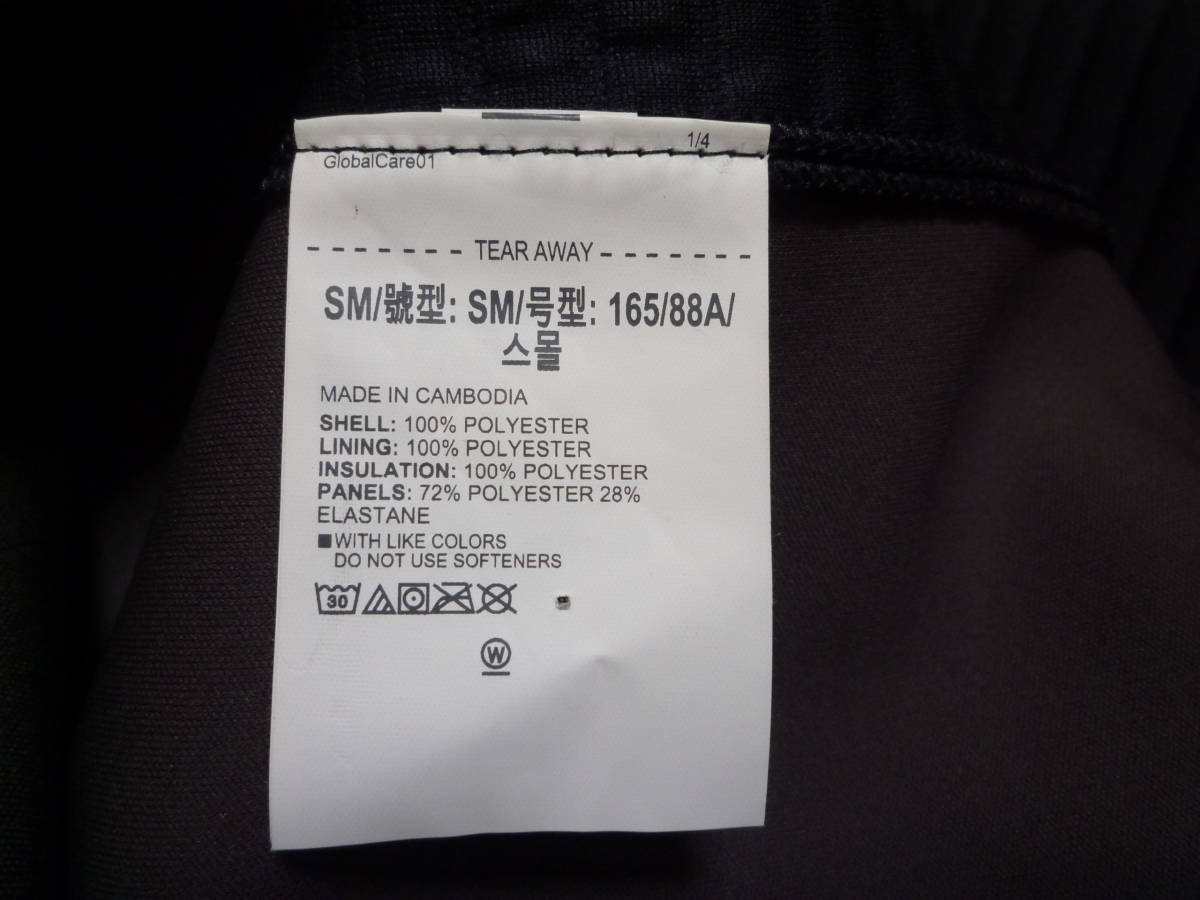 1/4
GlobalCare01
TEAR AWAY
SM/號型: SM/号型: 165/88A/
스몰
MADE IN CAMBODIA
SHELL: 100% POLYESTER
LINING: 100% POLYESTER
INSULATION: 100% POLYESTER
PANELS: 72% POLYESTER 28%
ELASTANE
■WITH LIKE COLORS
DO NOT USE SOFTENERS
30
W